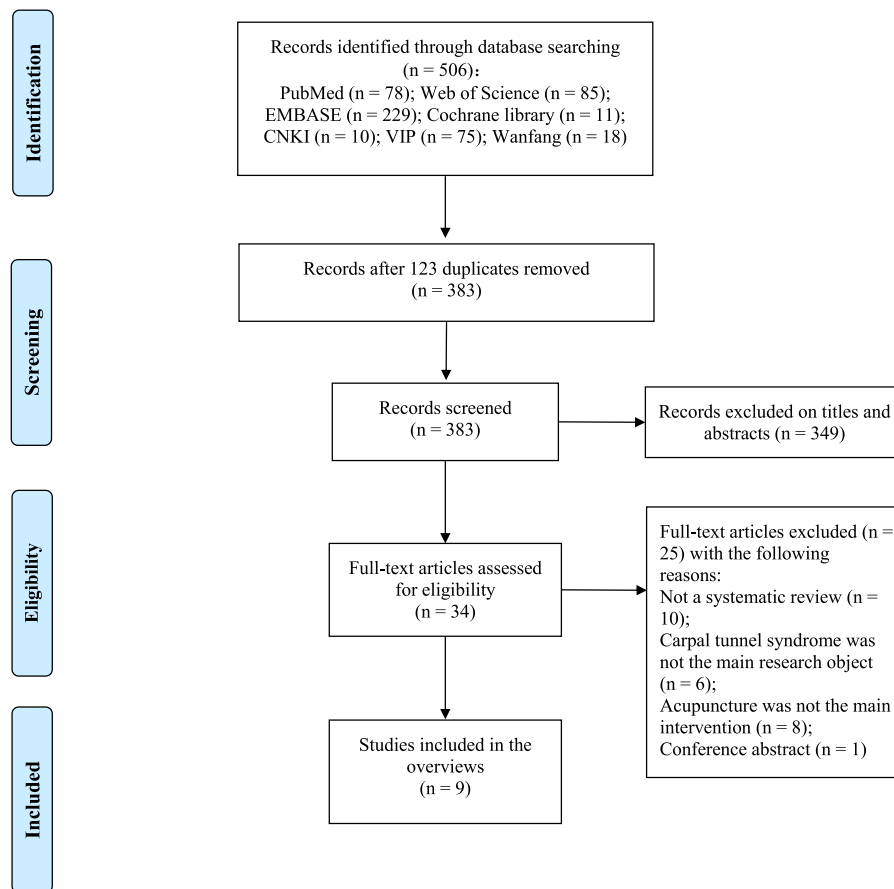 Identification
Records identified through database searching
(n = 506)：
PubMed (n = 78); Web of Science (n = 85);
EMBASE (n = 229); Cochrane library (n = 11);
CNKI (n = 10); VIP (n = 75); Wanfang (n = 18)
Screening
Records after 123 duplicates removed
(n = 383)
Records screened
(n = 383)
Records excluded on titles and
abstracts (n = 349)
Eligibility
Full-text articles assessed
for eligibility
(n = 34)
Full-text articles excluded (n =
25) with the following
reasons:
Not a systematic review (n =
10);
Carpal tunnel syndrome was
not the main research object
(n = 6);
Acupuncture was not the main
intervention (n = 8);
Conference abstract (n = 1)
Included
Studies included in the
overviews
(n = 9)